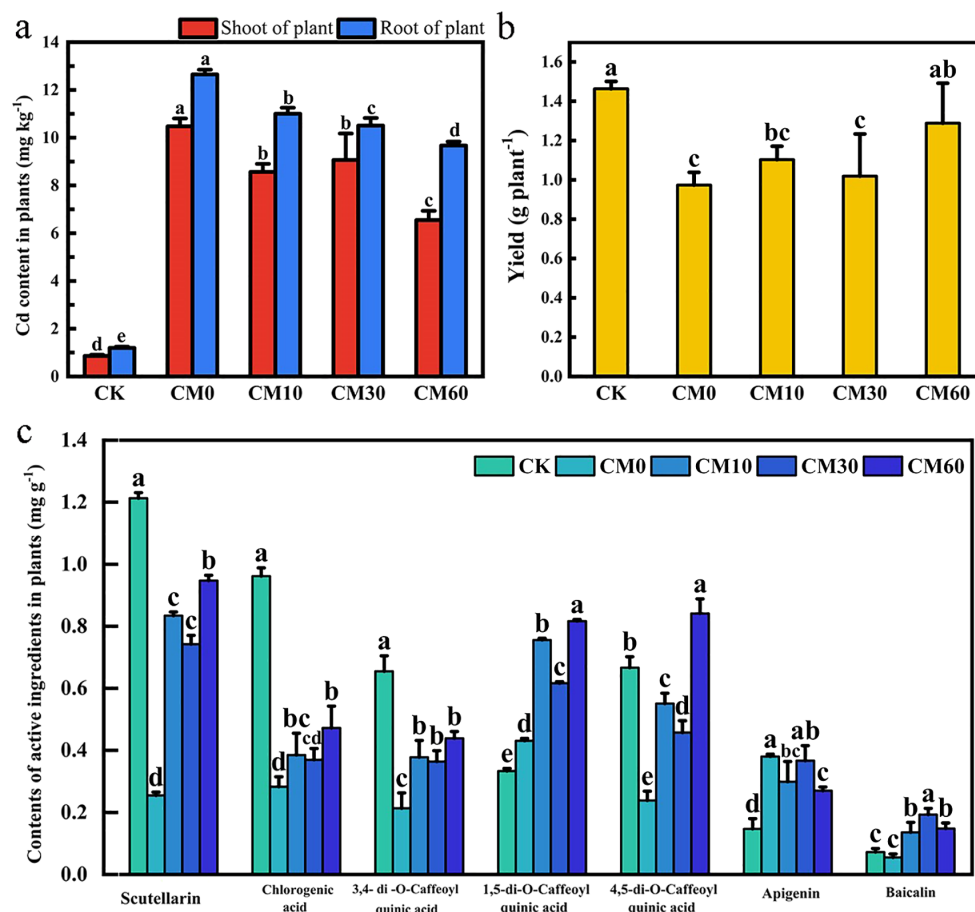 a
Shoot of plant Root of plant
Cd content in plants (mg kg-1)
14
12
10
8
6
4
2
0
a
a
b
b
b
c
c
d
d
e
CK CM0 CM10 CM30 CM60
b
Yield (g plant-1)
1.6
1.4
1.2
1.0
0.8
0.6
0.4
0.2
0.0
a
c
bc
c
ab
CK CM0 CM10 CM30 CM60
c
CK CM0 CM10 CM30 CM60
Contents of active ingredients in plants (mg g-1)
1.4
1.2
1.0
0.8
0.6
0.4
0.2
0.0
a d c c b
a d bc cd b
a c b b b
e d b c a
b e c d a
d a bc ab c
c c b a b
Scutellarin
Chlorogenic
acid
3,4- di -O-Caffeoyl
quinic acid
1,5-di-O-Caffeoyl
quinic acid
4,5-di-O-Caffeoyl
quinic acid
Apigenin
Baicalin